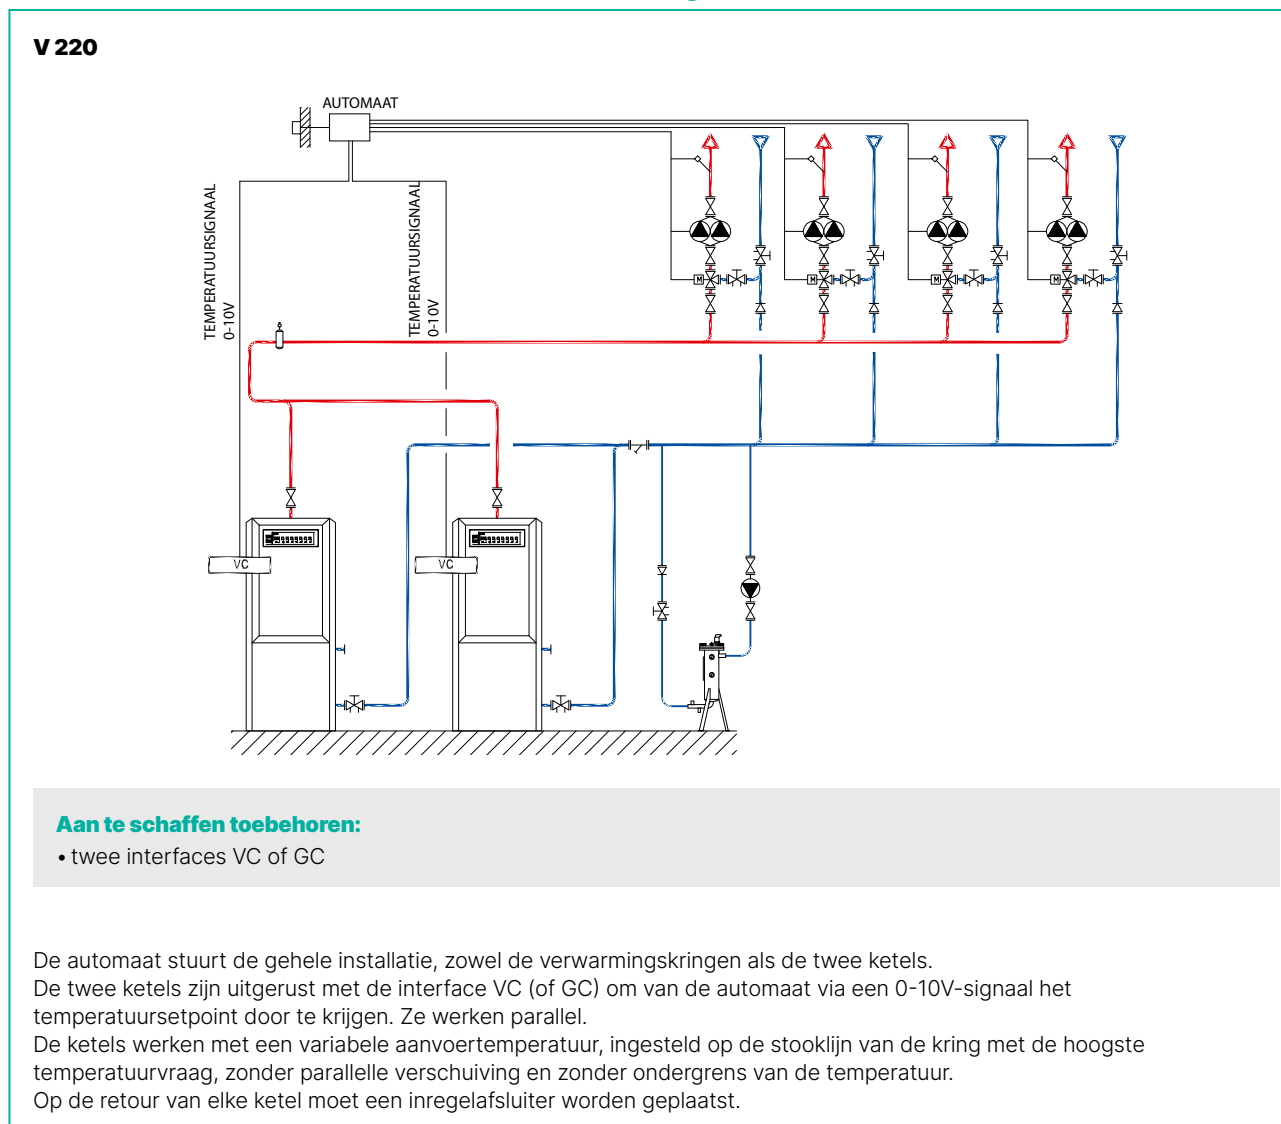 V 220
AUTOMAAT
TEMPERATUURSIGNAAL
0-10V
TEMPERATUURSIGNAAL
0-10V
M
M
M
M
VC
VC
Aan te schaffen toebehoren:
• twee interfaces VC of GC
De automaat stuurt de gehele installatie, zowel de verwarmingskringen als de twee ketels.
De twee ketels zijn uitgerust met de interface VC (of GC) om van de automaat via een 0-10V-signaal het
temperatuursetpoint door te krijgen. Ze werken parallel.
De ketels werken met een variabele aanvoertemperatuur, ingesteld op de stooklijn van de kring met de hoogste
temperatuurvraag, zonder parallelle verschuiving en zonder ondergrens van de temperatuur.
Op de retour van elke ketel moet een inregelafsluiter worden geplaatst.